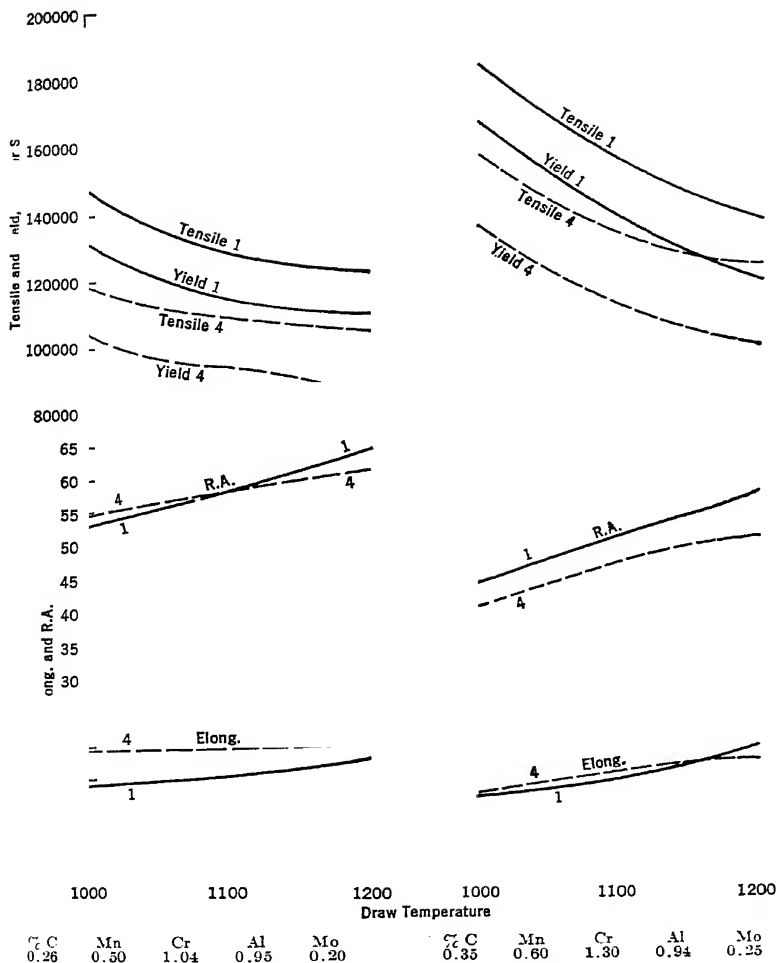 200000
180000
160000
140000
120000
100000
80000
Tensile and
Tensile 1
Yield 1
Tensile 4
Yield 4
Tensile 1
Yield 1
Tensile 4
Yield 4
65
60
55
50
45
40
35
30
ong. and R.A.
1
R.A.
4
4
1
1
R.A.
4
4
Elong.
1
4
Elong.
1
1000 1100 1200 1000 1100 1200
Draw Temperature
% C Mn Cr Al Mo % C Mn Cr Al Mo
0.26 0.50 1.04 0.95 0.20 0.35 0.60 1.30 0.94 0.25